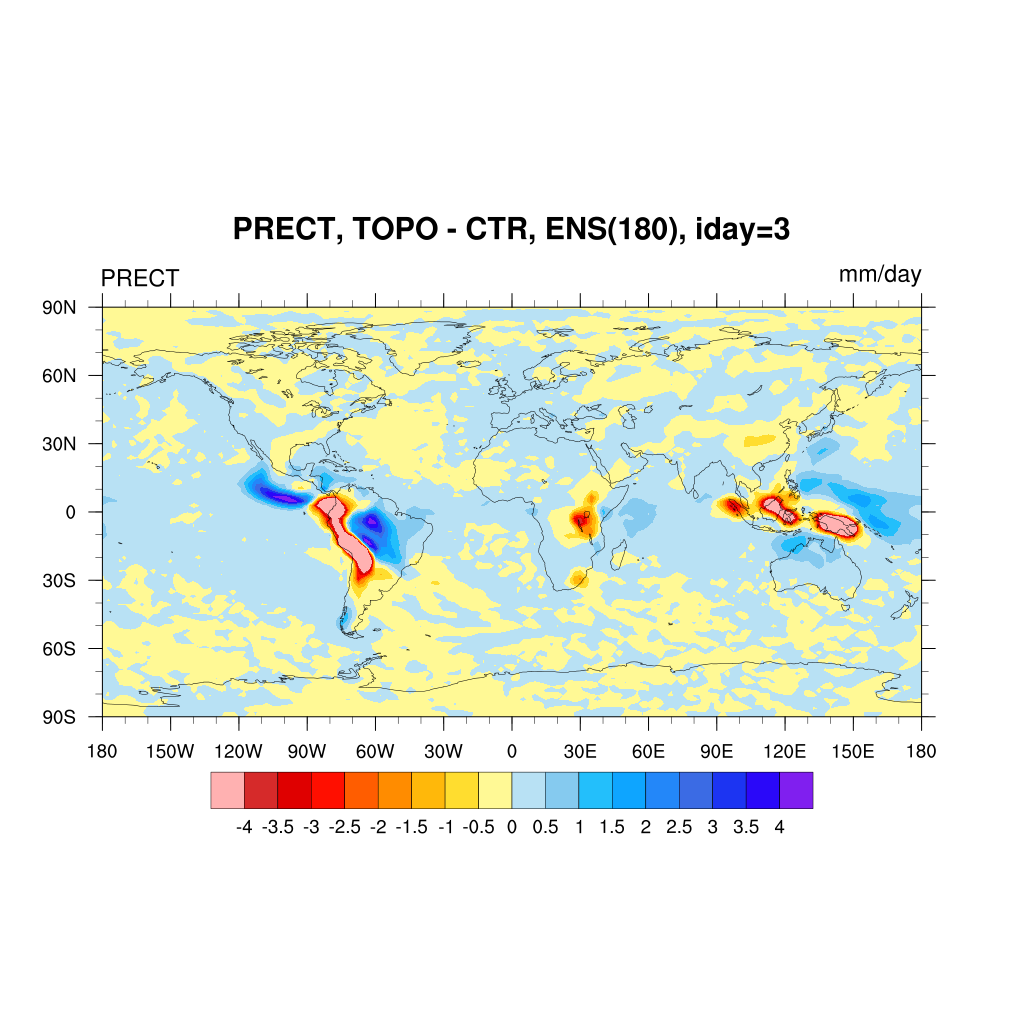 PRECT, TOPO - CTR, ENS(180), iday=3
PRECT mm/day
90N
60N
30N
0
30S
60S
90S
180 150W 120W 90W 60W 30W 0 30E 60E 90E 120E 150E 180
-4 -3.5 -3 -2.5 -2 -1.5 -1 -0.5 0 0.5 1 1.5 2 2.5 3 3.5 4